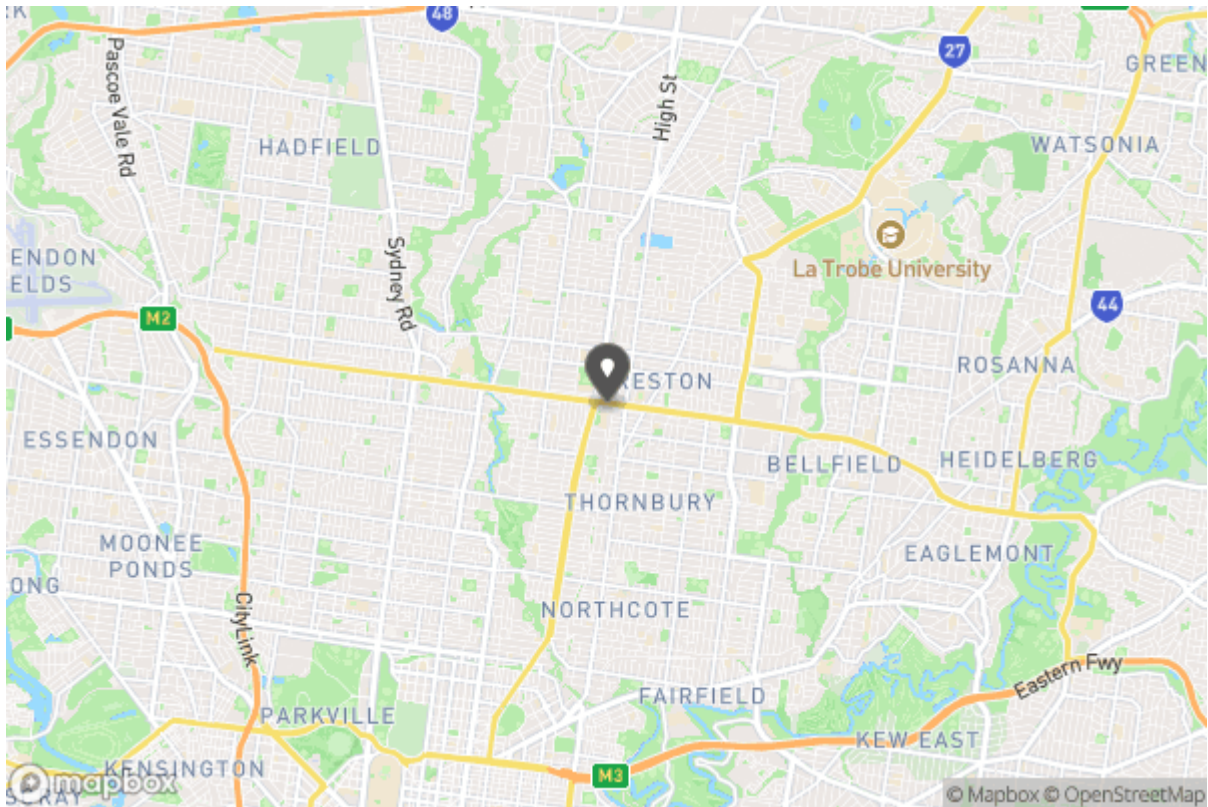 48
27
GREEN
Pascoe Vale Rd
High St
HADFIELD
WATSONIA
ENDON
ELDS
Sydney Rd
La Trobe University
M2
44
RESTON
ROSANNA
ESSENDON
BELLFIELD
HEIDELBERG
THORNBURY
MOONEE
PONDS
EAGLEMONT
ONG
NORTHCOTE
CityLink
Eastern Fwy
FAIRFIELD
PARKVILLE
KEW EAST
KENSINGTON
M3
mapbox
© Mapbox © OpenStreetMap